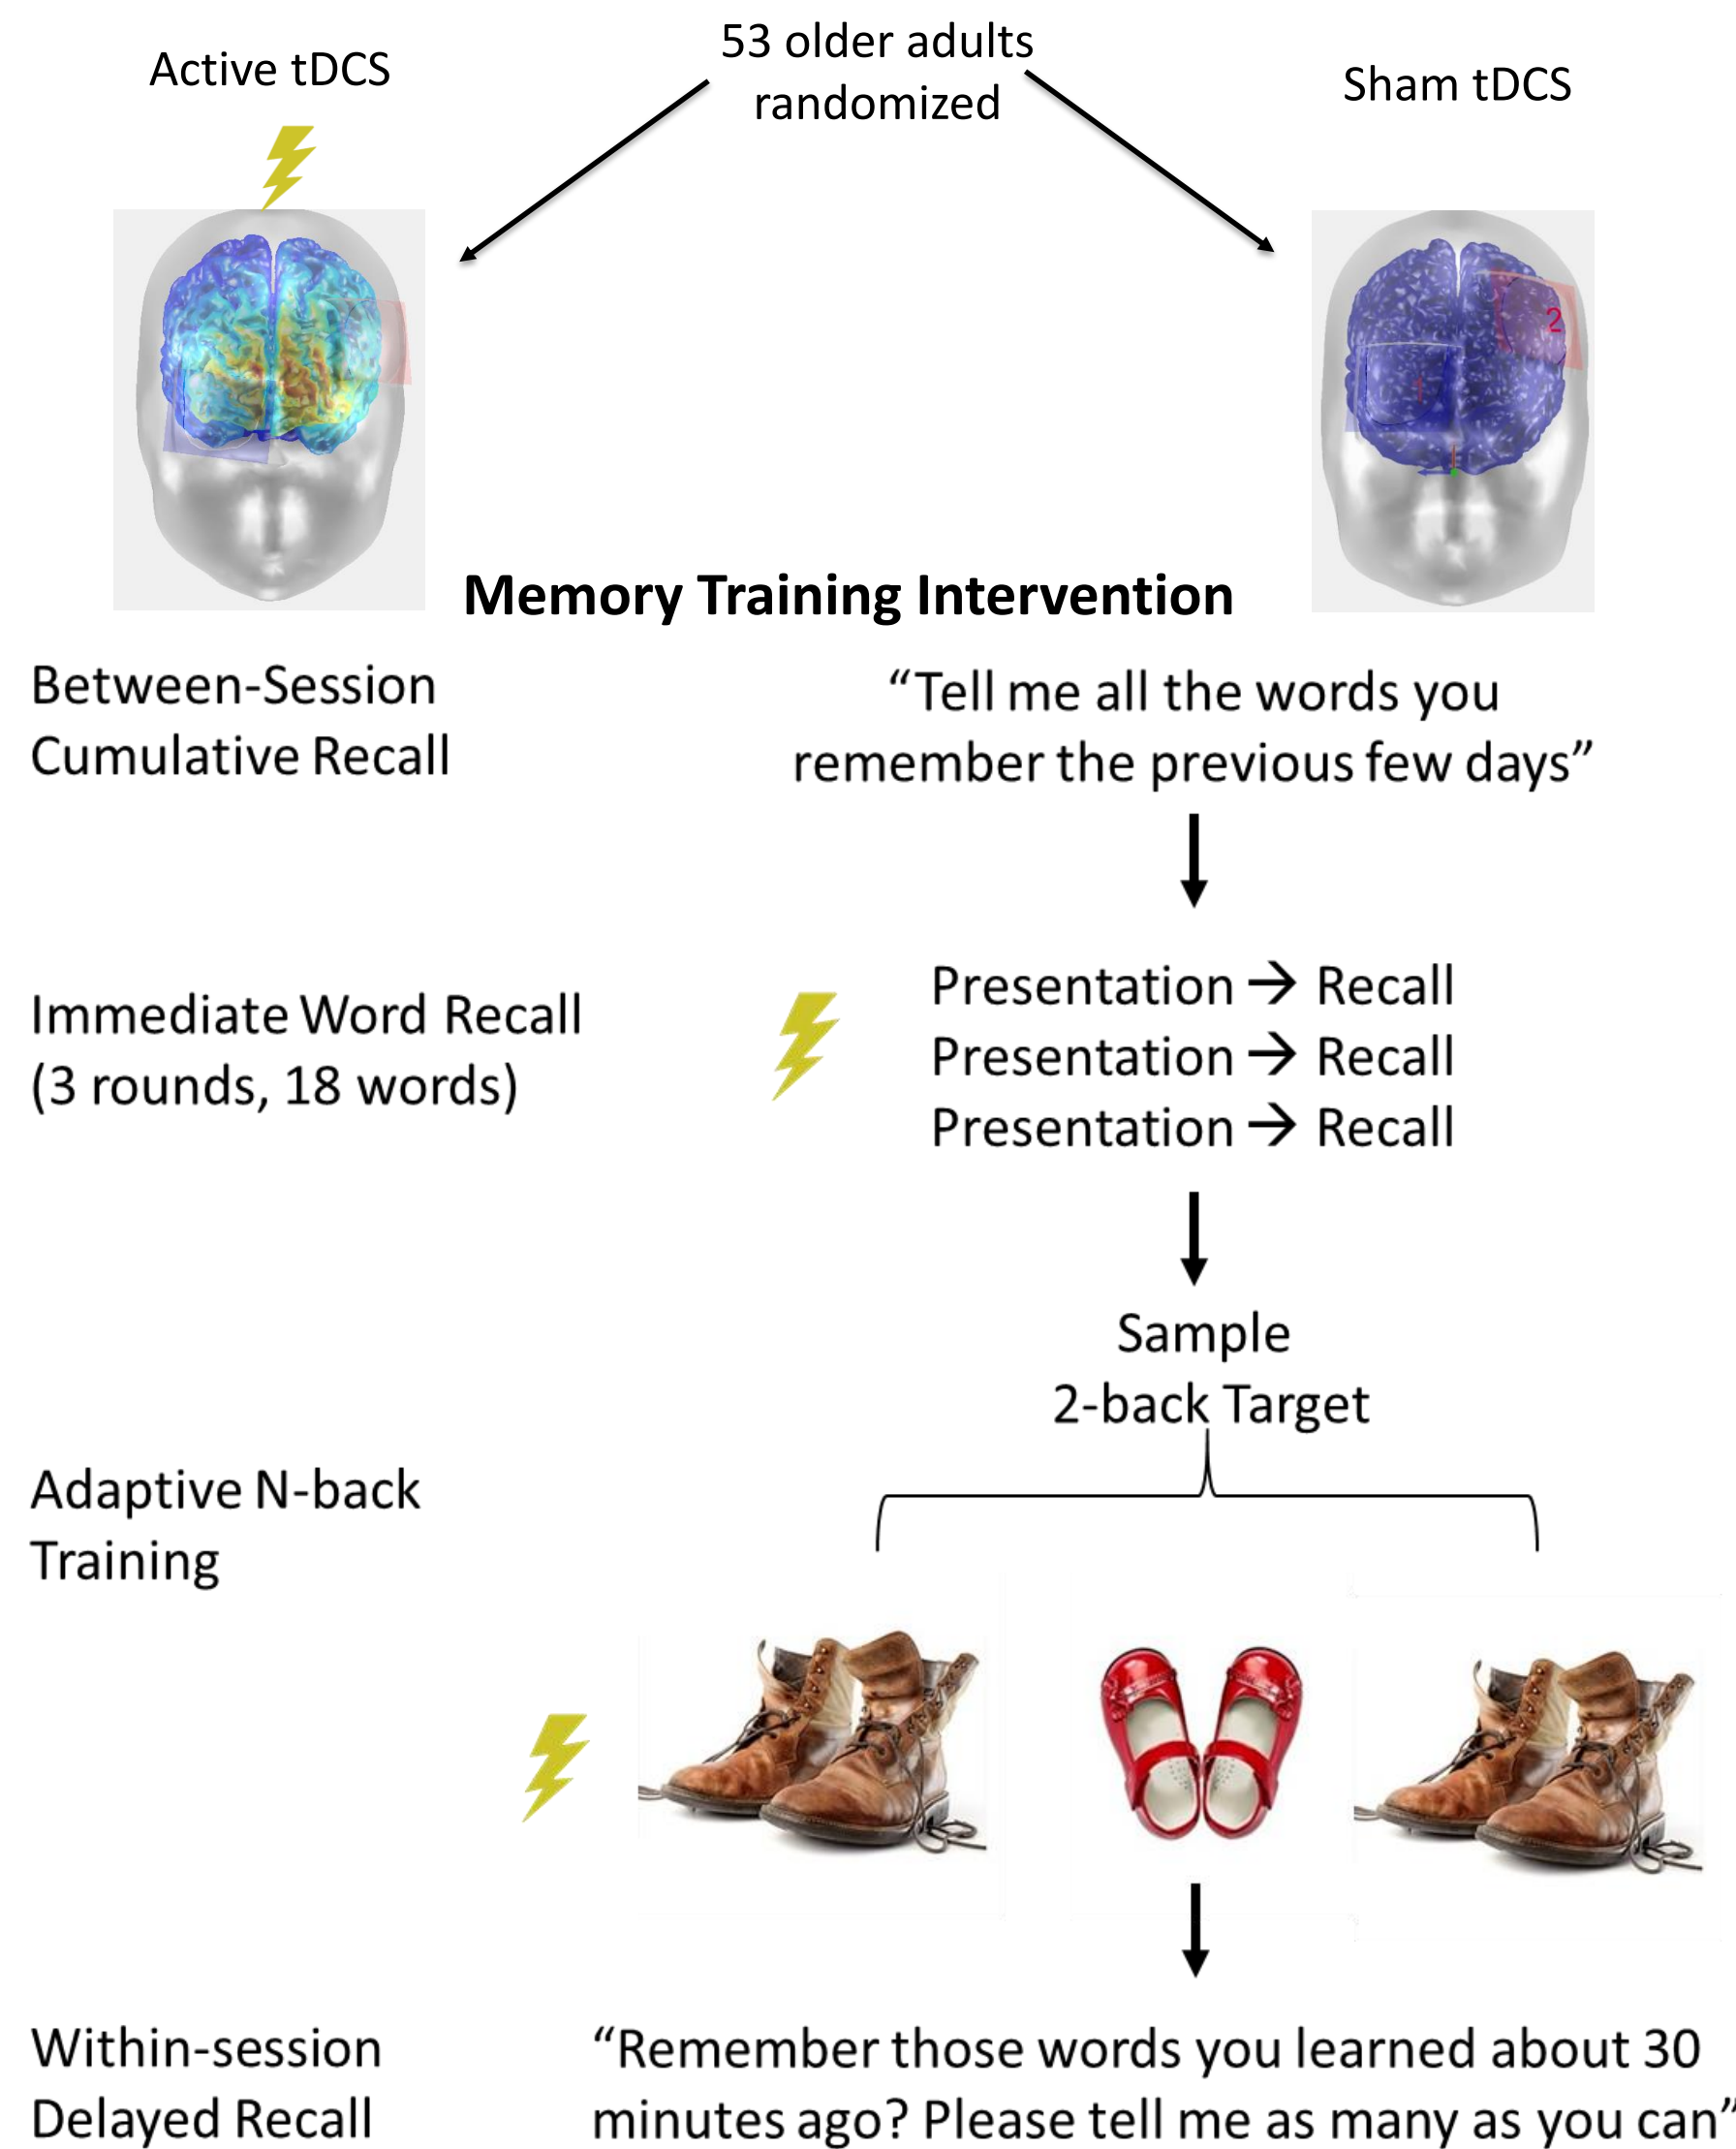 Active tDCS
53 older adults
randomized
Sham tDCS
1
2
Memory Training Intervention
Between-Session
Cumulative Recall
“Tell me all the words you
remember the previous few days”
Immediate Word Recall
(3 rounds, 18 words)
Presentation → Recall
Presentation → Recall
Presentation → Recall
Sample
2-back Target
Adaptive N-back
Training
Within-session
Delayed Recall
“Remember those words you learned about 30
minutes ago? Please tell me as many as you can”